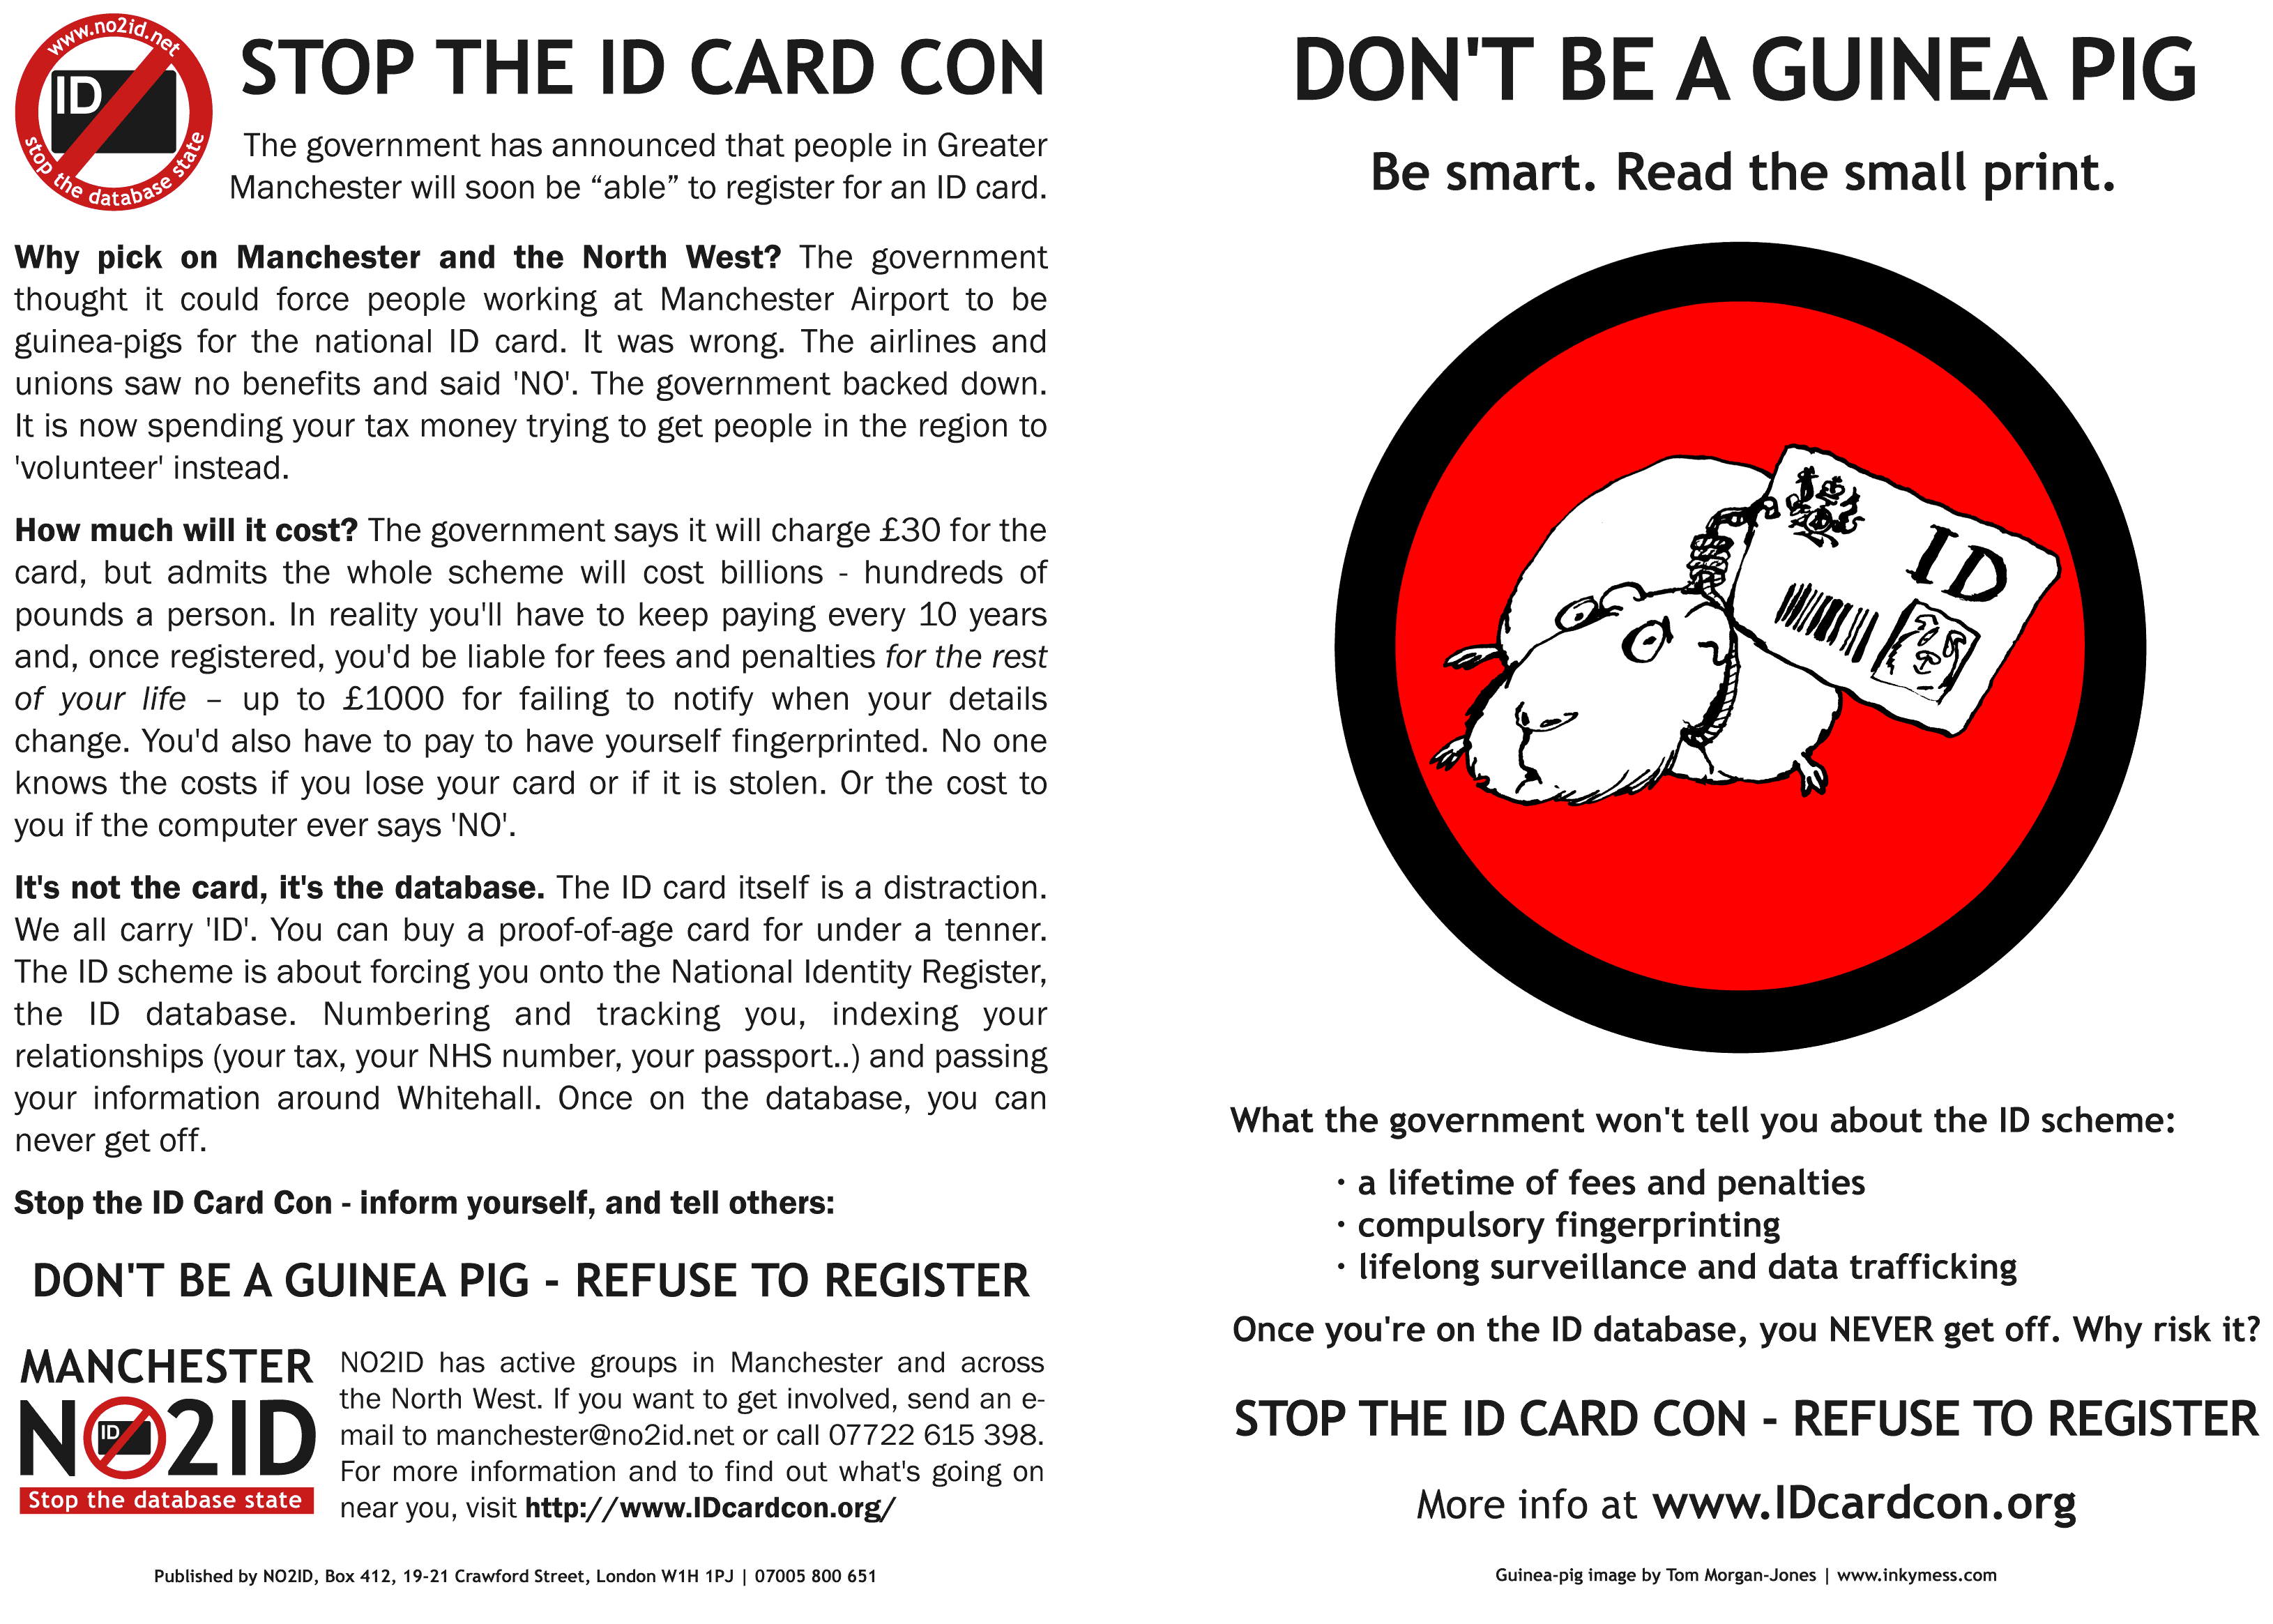 www.no2id.net
ID
stop the database state
STOP THE ID CARD CON
The government has announced that people in Greater
Manchester will soon be “able” to register for an ID card.
Why pick on Manchester and the North West? The government
thought it could force people working at Manchester Airport to be
guinea-pigs for the national ID card. It was wrong. The airlines and
unions saw no benefits and said 'NO'. The government backed down.
It is now spending your tax money trying to get people in the region to
'volunteer' instead.
How much will it cost? The government says it will charge £30 for the
card, but admits the whole scheme will cost billions - hundreds of
pounds a person. In reality you'll have to keep paying every 10 years
and, once registered, you'd be liable for fees and penalties for the rest
of your life – up to £1000 for failing to notify when your details
change. You'd also have to pay to have yourself fingerprinted. No one
knows the costs if you lose your card or if it is stolen. Or the cost to
you if the computer ever says 'NO'.
It's not the card, it's the database. The ID card itself is a distraction.
We all carry 'ID'. You can buy a proof-of-age card for under a tenner.
The ID scheme is about forcing you onto the National Identity Register,
the ID database. Numbering and tracking you, indexing your
relationships (your tax, your NHS number, your passport..) and passing
your information around Whitehall. Once on the database, you can
never get off.
Stop the ID Card Con - inform yourself, and tell others:
DON'T BE A GUINEA PIG - REFUSE TO REGISTER
MANCHESTER
NO2ID
ID
Stop the database state
NO2ID has active groups in Manchester and across
the North West. If you want to get involved, send an e-
mail to manchester@no2id.net or call 07722 615 398.
For more information and to find out what's going on
near you, visit http://www.IDcardcon.org/
Published by NO2ID, Box 412, 19-21 Crawford Street, London W1H 1PJ | 07005 800 651
DON'T BE A GUINEA PIG
Be smart. Read the small print.
ID
What the government won't tell you about the ID scheme:
· a lifetime of fees and penalties
· compulsory fingerprinting
· lifelong surveillance and data trafficking
Once you're on the ID database, you NEVER get off. Why risk it?
STOP THE ID CARD CON - REFUSE TO REGISTER
More info at www.IDcardcon.org
Guinea-pig image by Tom Morgan-Jones | www.inkymess.com